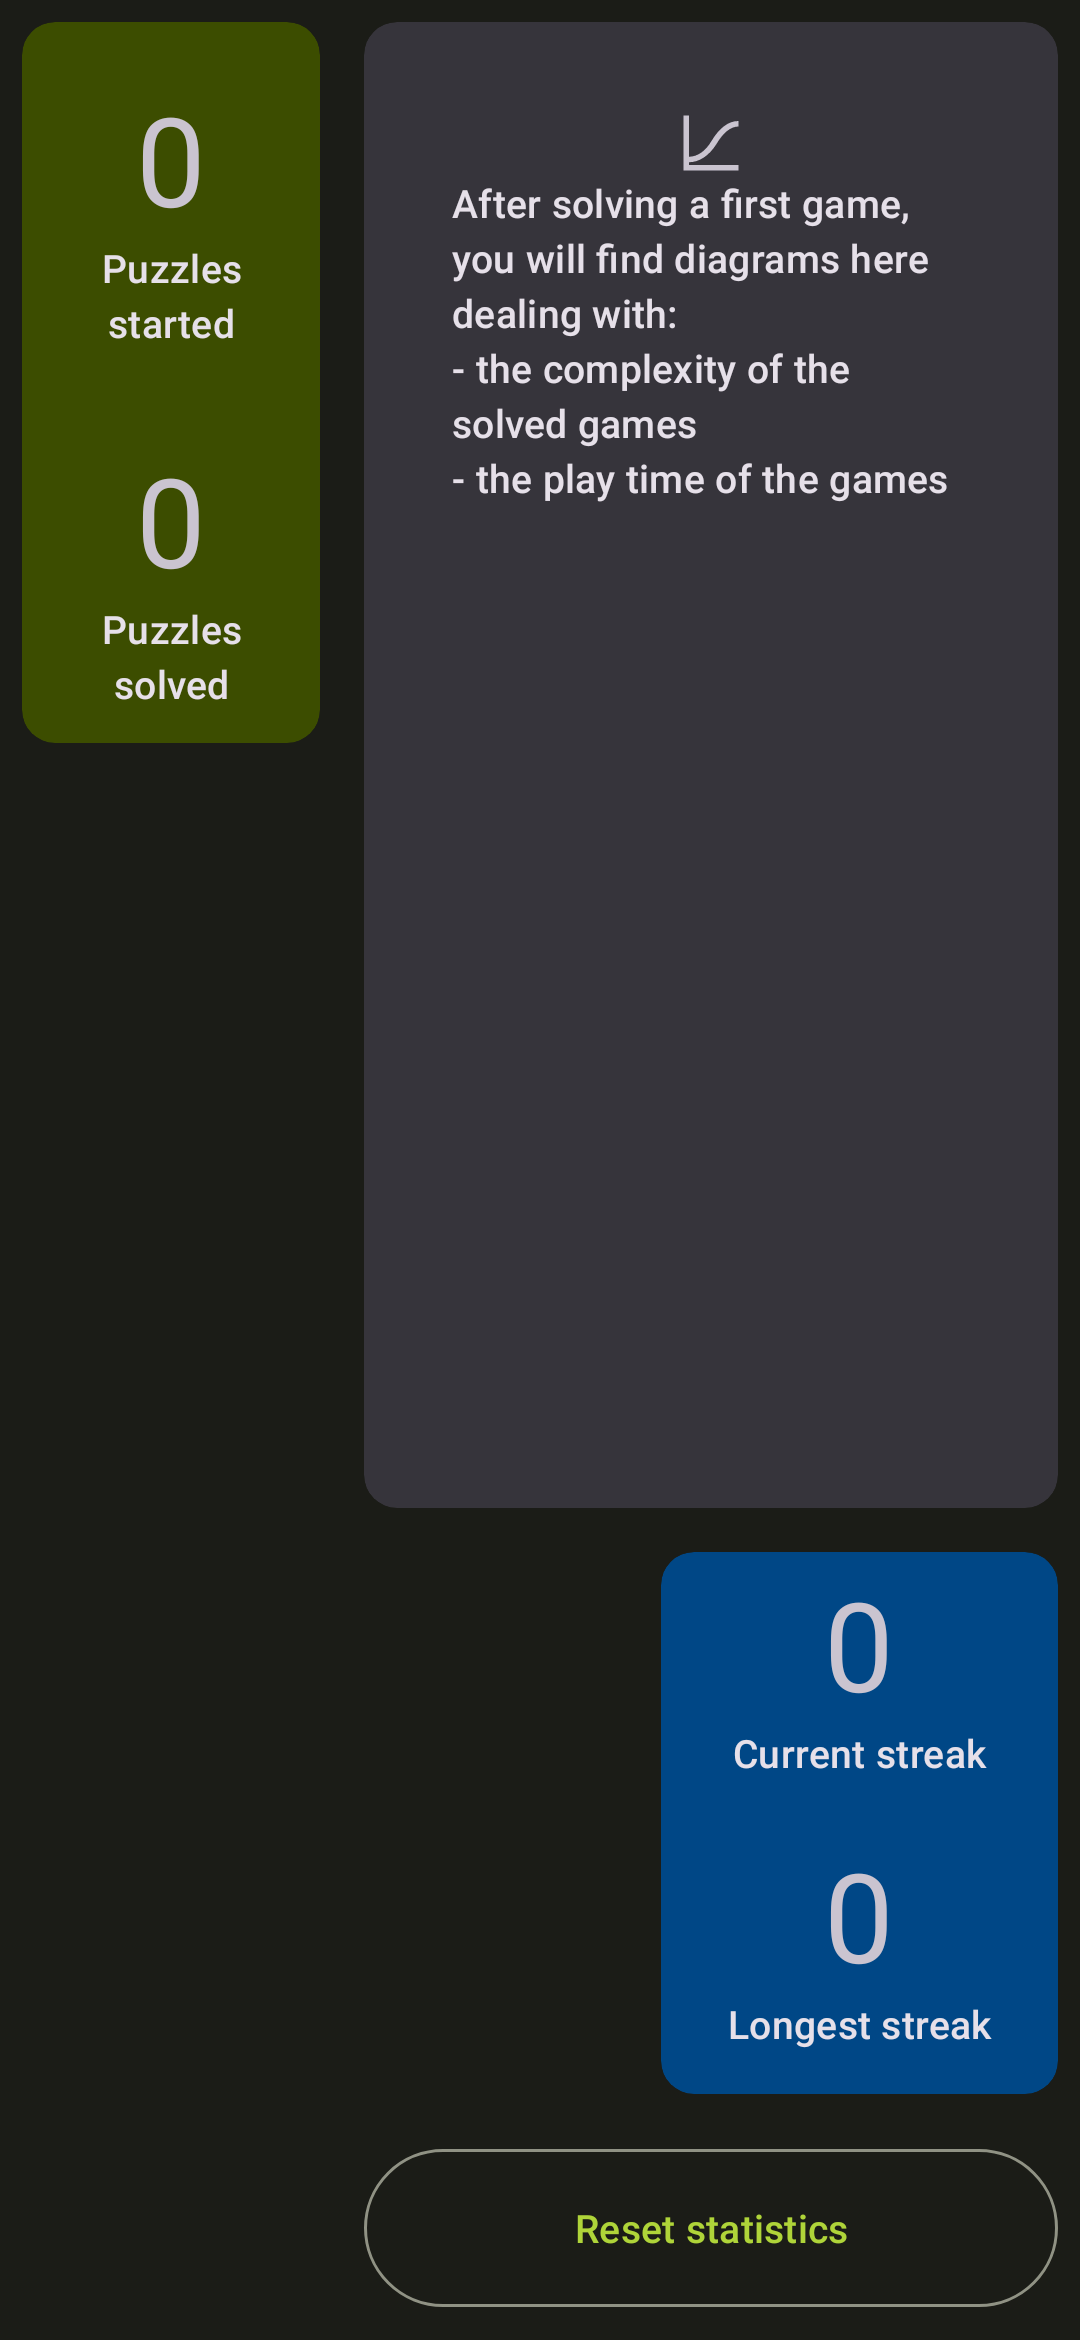 0
Puzzles
started
0
Puzzles
solved
After solving a first game,
you will find diagrams here
dealing with:
- the complexity of the
solved games
- the play time of the games
0
Current streak
0
Longest streak
Reset statistics